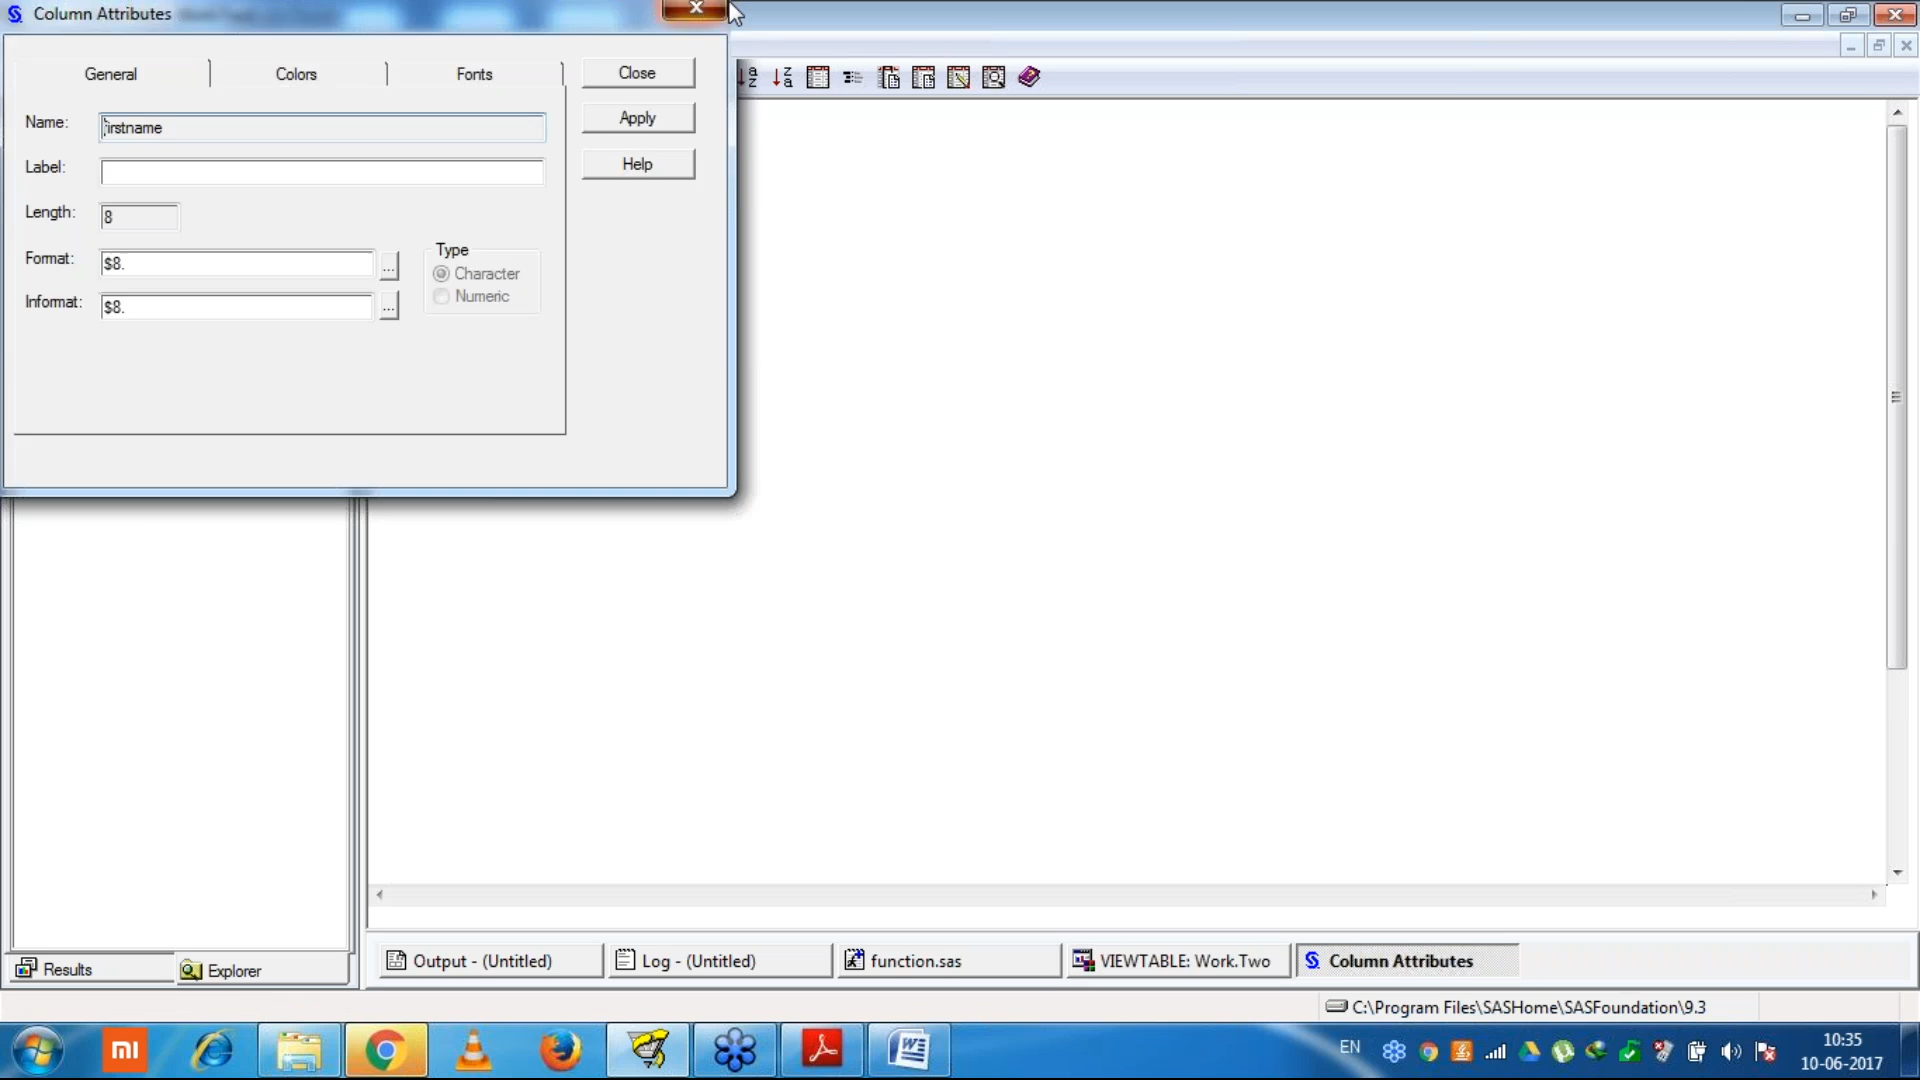 Column Attributes
General
Colors
Fonts
Close
Name:
firstname
Apply
Label:
Help
Length:
8
Format:
$8.
...
Type
Character
Numeric
Informat:
$8.
...
Results
Explorer
Output - (Untitled)
Log - (Untitled)
function.sas
VIEWTABLE: Work.Two
Column Attributes
C:\Program Files\SASHome\SASFoundation\9.3
EN
10:35
10-06-2017